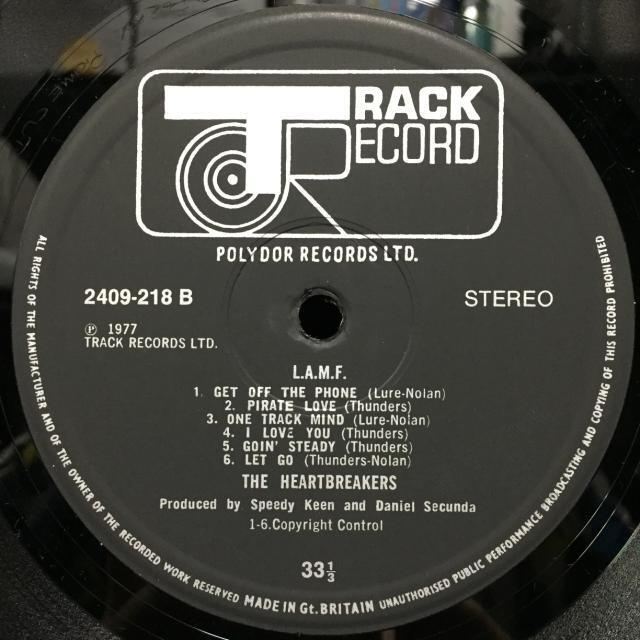 TRACK
RECORD
POLYDOR RECORDS LTD.
2409-218 B
STEREO
℗ 1977
TRACK RECORDS LTD.
L.A.M.F.
1. GET OFF THE PHONE (Lure-Nolan)
2. PIRATE LOVE (Thunders)
3. ONE TRACK MIND (Lure-Nolan)
4. I LOVE YOU (Thunders)
5. GOIN' STEADY (Thunders)
6. LET GO (Thunders-Nolan)
THE HEARTBREAKERS
Produced by Speedy Keen and Daniel Secunda
1-6.Copyright Control
33⅓
ALL RIGHTS OF THE MANUFACTURER AND OF THE OWNER OF THE RECORDED WORK RESERVED MADE IN Gt. BRITAIN UNAUTHORISED PUBLIC PERFORMANCE BROADCASTING AND COPYING OF THIS RECORD PROHIBITED